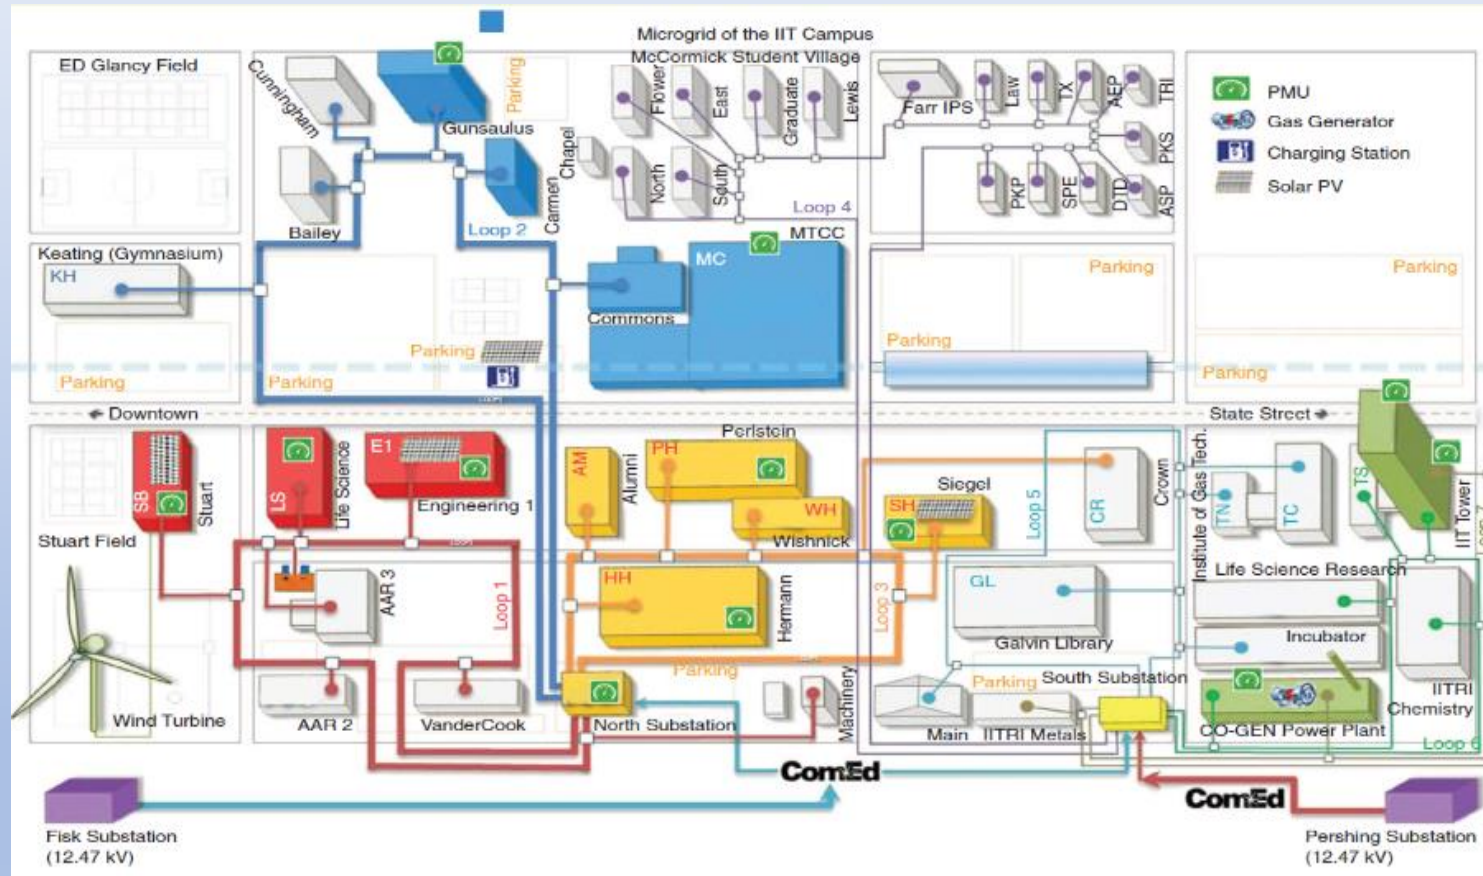 Microgrid of the IIT Campus
McCormick Student Village
ED Glancy Field
Cunningham
Gunsaulus
Parking
Chapel
Flower
East
Graduate
Lewis
Farr IPS
Law
TX
AEP
TRI
PKS
PMU
Gas Generator
Charging Station
Solar PV
North
South
Loop 4
PKP
SPE
DTD
ASP
Bailey
Loop 2
Carmen
MTCC
MC
Commons
Keating (Gymnasium)
KH
Parking
Parking
Parking
Parking
Parking
Parking
Parking
Parking
Downtown
State Street
SB
Stuart
LS
Life Science
E1
Engineering 1
AM
Alumni
Perlstein
PH
WH
Wishnick
Siegel
SH
Loop 5
CR
Crown
Institute of Gas Tech.
TN
TC
TS
IIT Tower
Stuart Field
AAR 3
Loop 1
HH
Hermann
Loop 3
GL
Galvin Library
Life Science Research
Incubator
IITRI
Chemistry
Wind Turbine
AAR 2
VanderCook
North Substation
Parking
Machinery
Main
Parking
IITRI Metals
South Substation
CO-GEN Power Plant
Loop 6
ComEd
ComEd
Fisk Substation
(12.47 kV)
Pershing Substation
(12.47 kV)